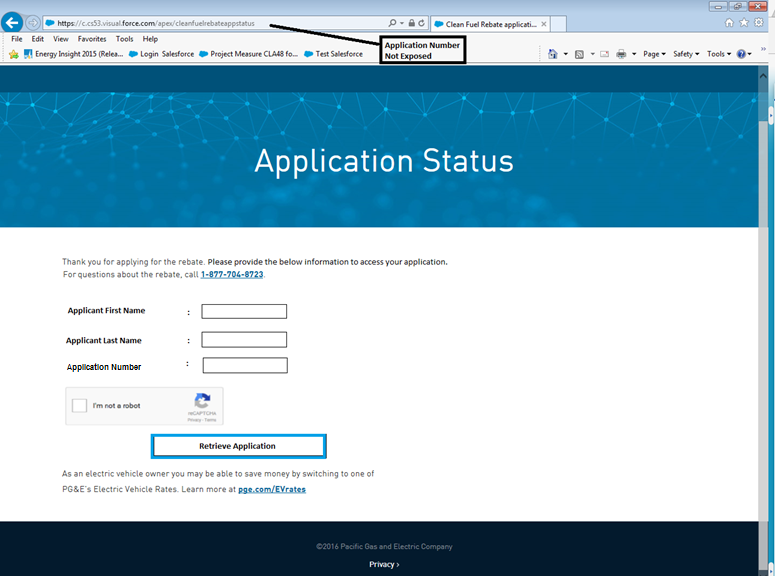 https://c.cs53.visual.force.com/apex/cleanfuelrebateappstatus
Clean Fuel Rebate applicati...
File Edit View Favorites Tools Help
Application Number
Not Exposed
Energy Insight 2015 (Relea... Login Salesforce Project Measure CLA48 fo... Test Salesforce
Page Safety Tools
Application Status
Thank you for applying for the rebate. Please provide the below information to access your application.
For questions about the rebate, call 1-877-704-8723.
Applicant First Name :
Applicant Last Name :
Application Number :
I'm not a robot
reCAPTCHA
Privacy - Terms
Retrieve Application
As an electric vehicle owner you may be able to save money by switching to one of
PG&E's Electric Vehicle Rates. Learn more at pge.com/EVrates
©2016 Pacific Gas and Electric Company
Privacy ›